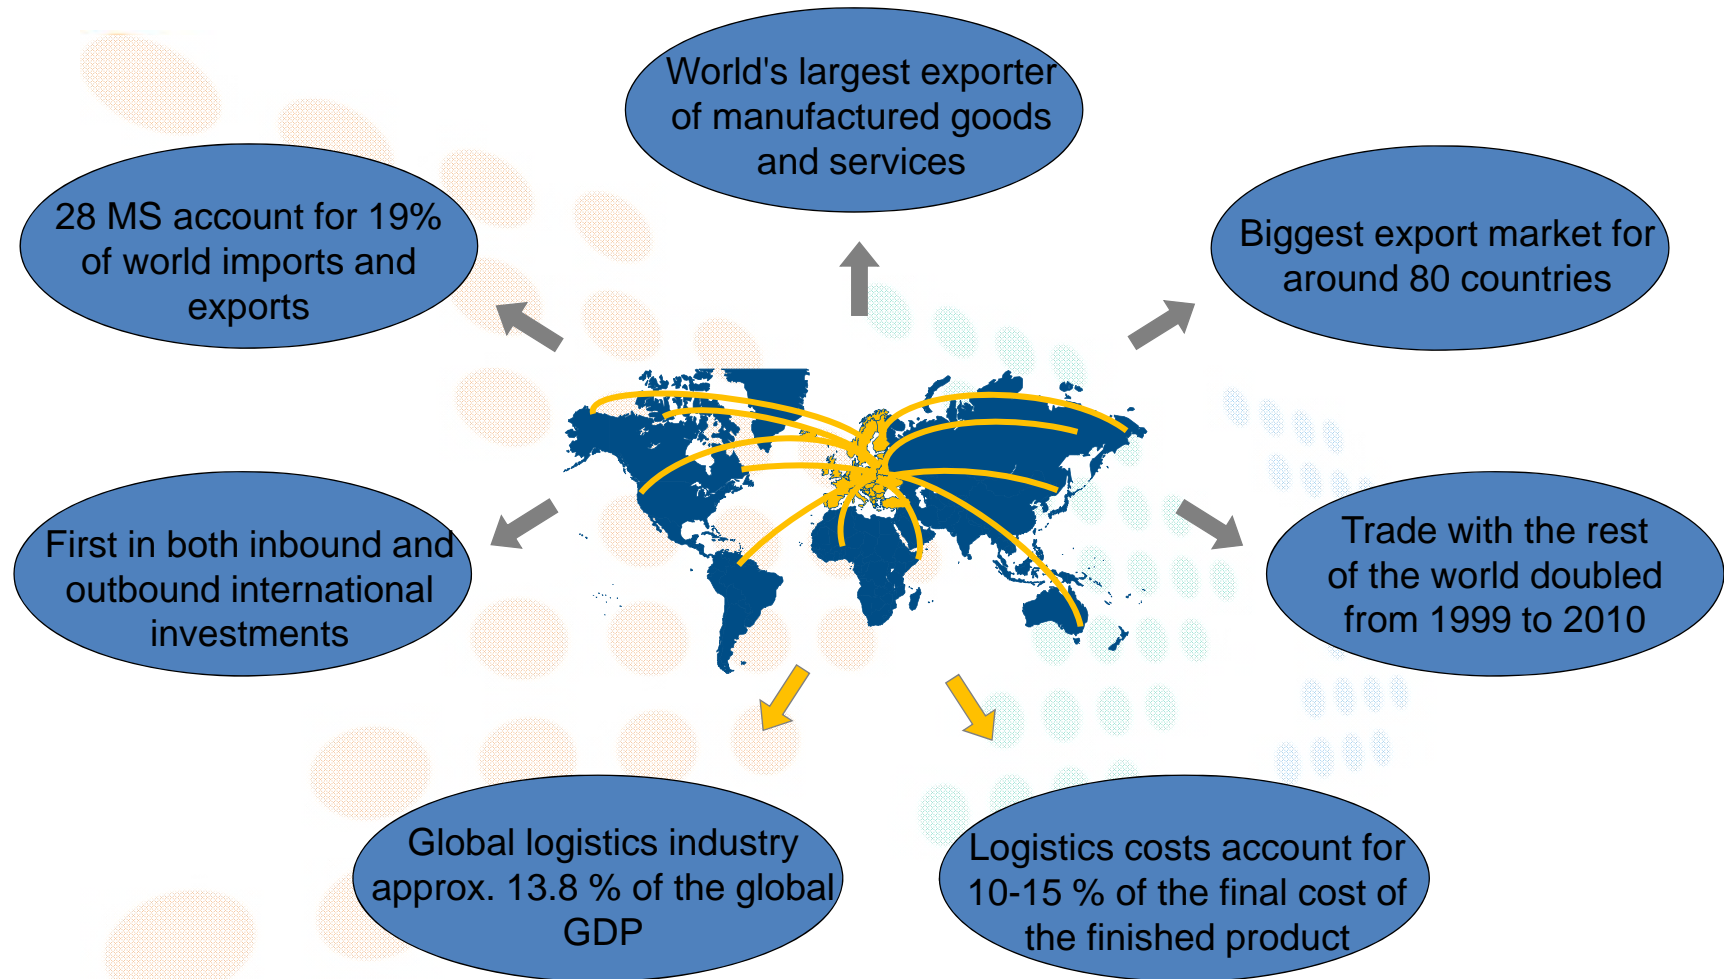 World's largest exporter
of manufactured goods
and services
28 MS account for 19%
of world imports and
exports
Biggest export market for
around 80 countries
First in both inbound and
outbound international
investments
Trade with the rest
of the world doubled
from 1999 to 2010
Global logistics industry
approx. 13.8 % of the global
GDP
Logistics costs account for
10-15 % of the final cost of
the finished product